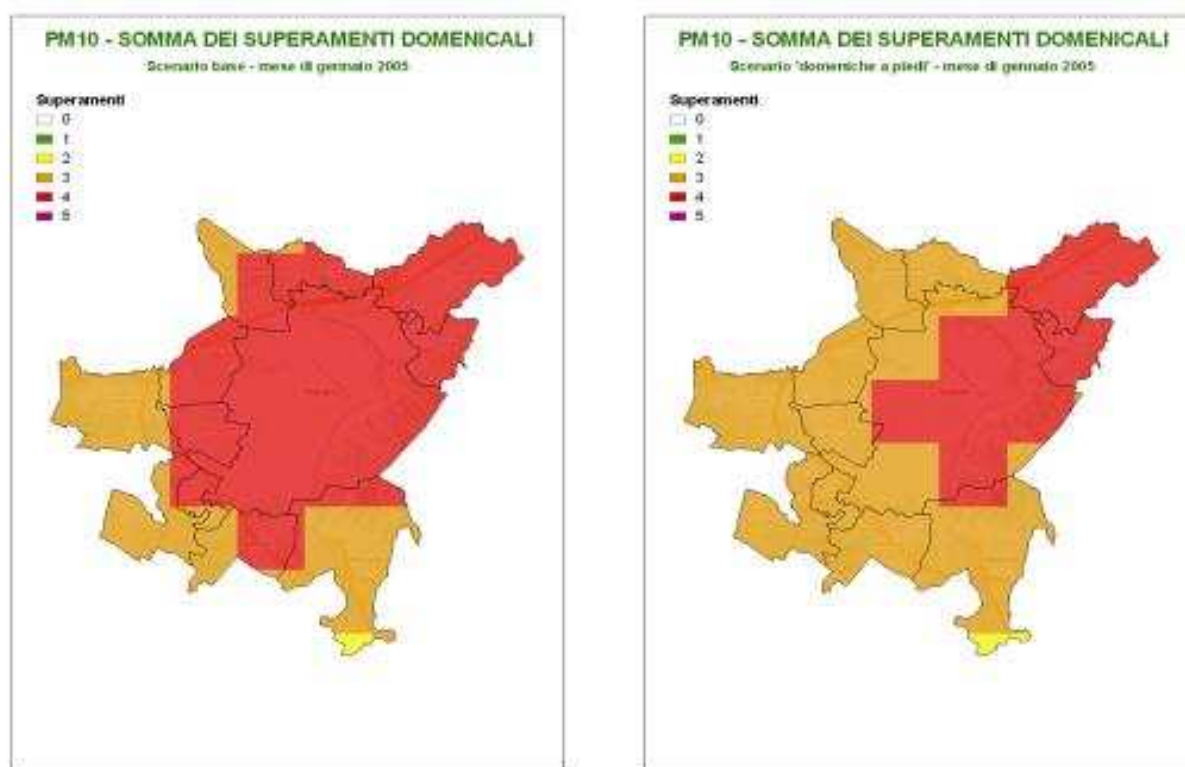 PM10 - SOMMA DEI SUPERAMENTI DOMENICALI
Scenario base - mese di gennaio 2005
Superamenti
0
1
2
3
4
5
PM10 - SOMMA DEI SUPERAMENTI DOMENICALI
Scenario 'domeniche a piedi' - mese di gennaio 2005
Superamenti
0
1
2
3
4
5